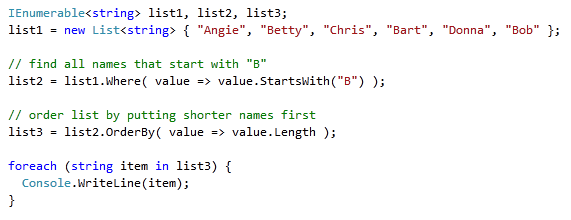 IEnumerable<string> list1, list2, list3;
list1 = new List<string> { "Angie", "Betty", "Chris", "Bart", "Donna", "Bob" };
// find all names that start with "B"
list2 = list1.Where( value => value.StartsWith("B") );
// order list by putting shorter names first
list3 = list2.OrderBy( value => value.Length );
foreach (string item in list3) {
Console.WriteLine(item);
}